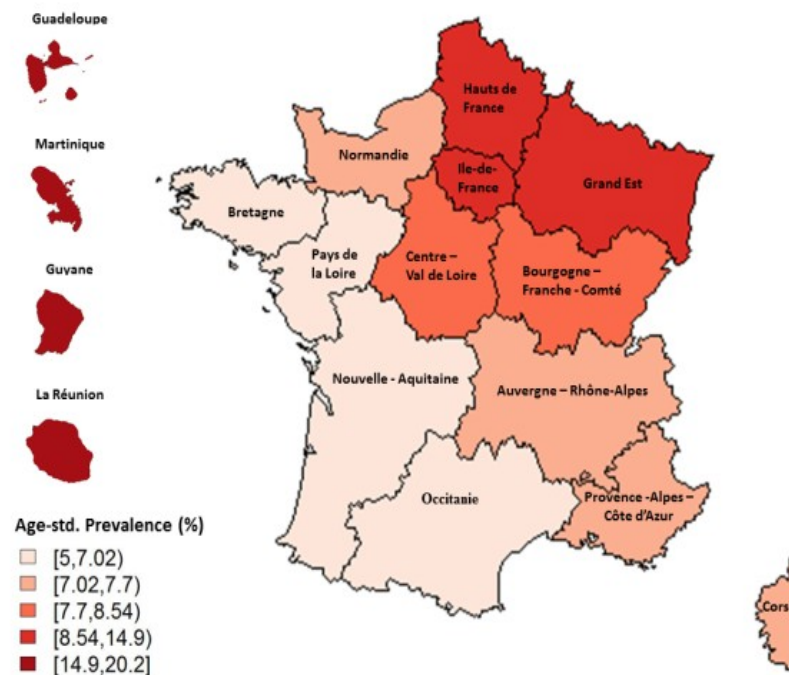 Guadeloupe
Martinique
Guyane
La Réunion
Hauts de
France
Normandie
Ile-de-
France
Grand Est
Bretagne
Pays de
la Loire
Centre –
Val de Loire
Bourgogne –
Franche - Comté
Nouvelle - Aquitaine
Auvergne – Rhône-Alpes
Occitanie
Provence -Alpes –
Côte d'Azur
Cors
Age-std. Prevalence (%)
[5,7.02)
[7.02,7.7)
[7.7,8.54)
[8.54,14.9)
[14.9,20.2]